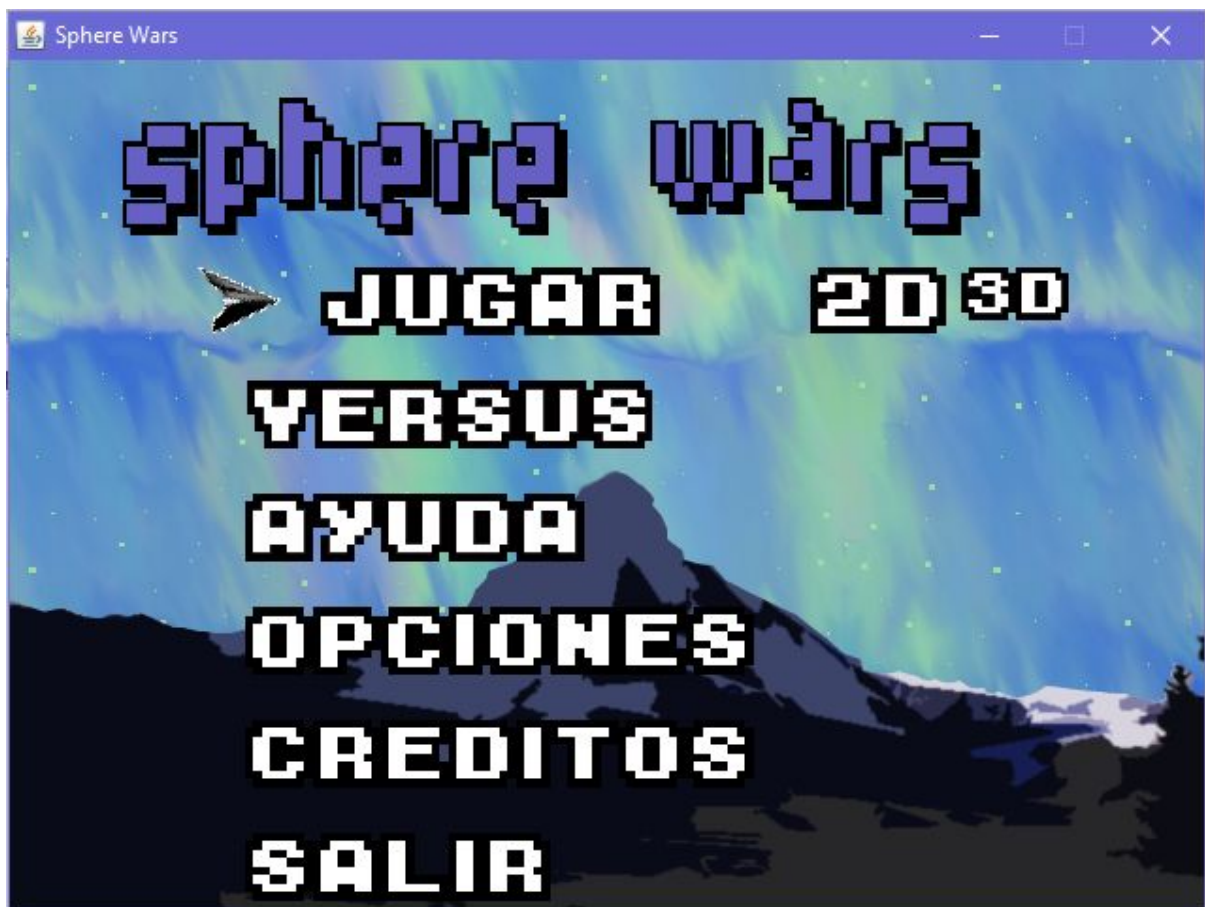 Sphere Wars
sphere wars
JUGAR 2D 3D
VERSUS
AYUDA
OPCIONES
CREDITOS
SALIR